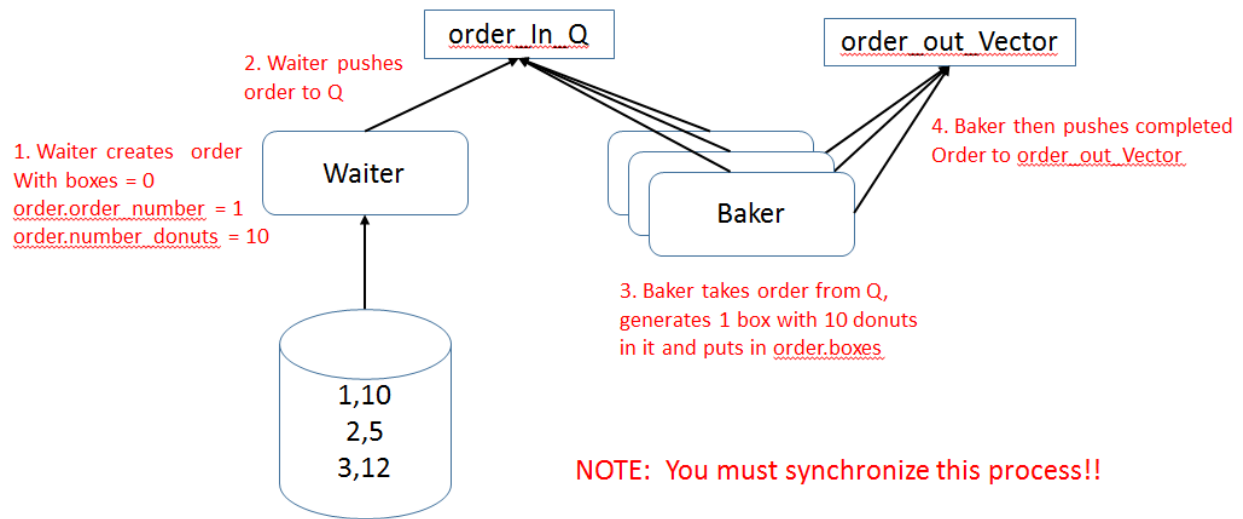 order_In_Q
order_out_Vector
2. Waiter pushes
order to Q
1. Waiter creates order
With boxes = 0
order.order_number = 1
order.number_donuts = 10
Waiter
Baker
4. Baker then pushes completed
Order to order_out_Vector
3. Baker takes order from Q,
generates 1 box with 10 donuts
in it and puts in order.boxes
1,10
2,5
3,12
NOTE: You must synchronize this process!!